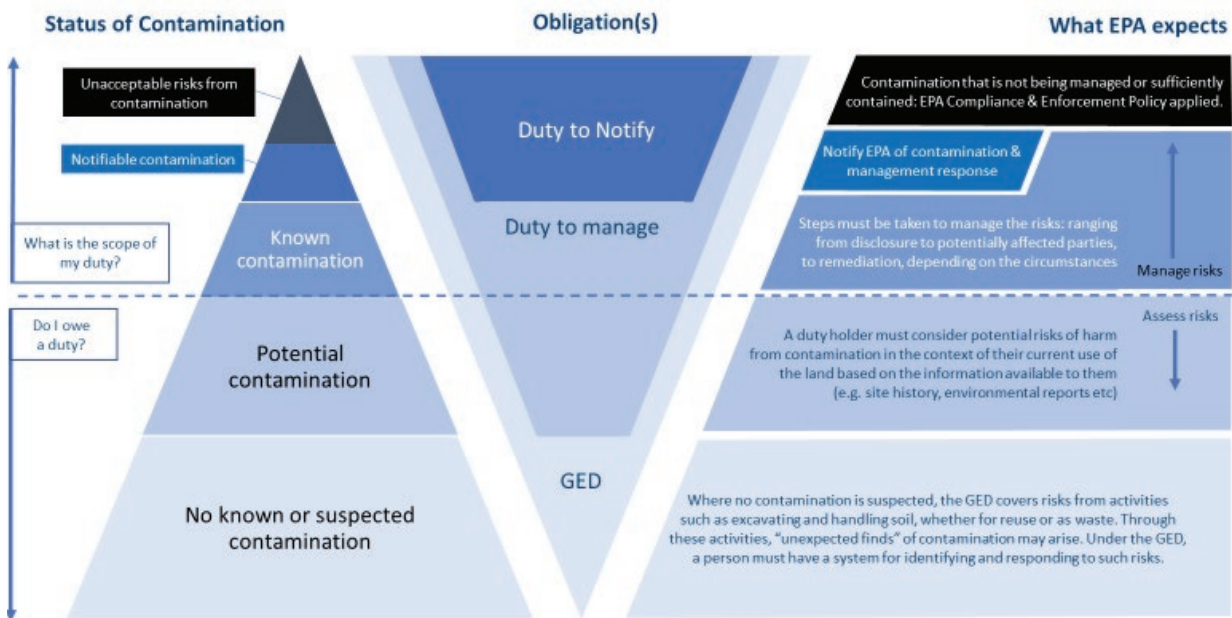 Status of Contamination
Obligation(s)
What EPA expects
Unacceptable risks from
contamination
Notifiable contamination
What is the scope of
my duty?
Known
contamination
Do I owe
a duty?
Potential
contamination
No known or suspected
contamination
Duty to Notify
Duty to manage
GED
Contamination that is not being managed or sufficiently
contained: EPA Compliance & Enforcement Policy applied.
Notify EPA of contamination &
management response
Steps must be taken to manage the risks: ranging
from disclosure to potentially affected parties,
to remediation, depending on the circumstances
Manage risks
Assess risks
A duty holder must consider potential risks of harm
from contamination in the context of their current use of
the land based on the information available to them
(e.g. site history, environmental reports etc)
Where no contamination is suspected, the GED covers risks from activities
such as excavating and handling soil, whether for reuse or as waste. Through
these activities, "unexpected finds" of contamination may arise. Under the GED,
a person must have a system for identifying and responding to such risks.